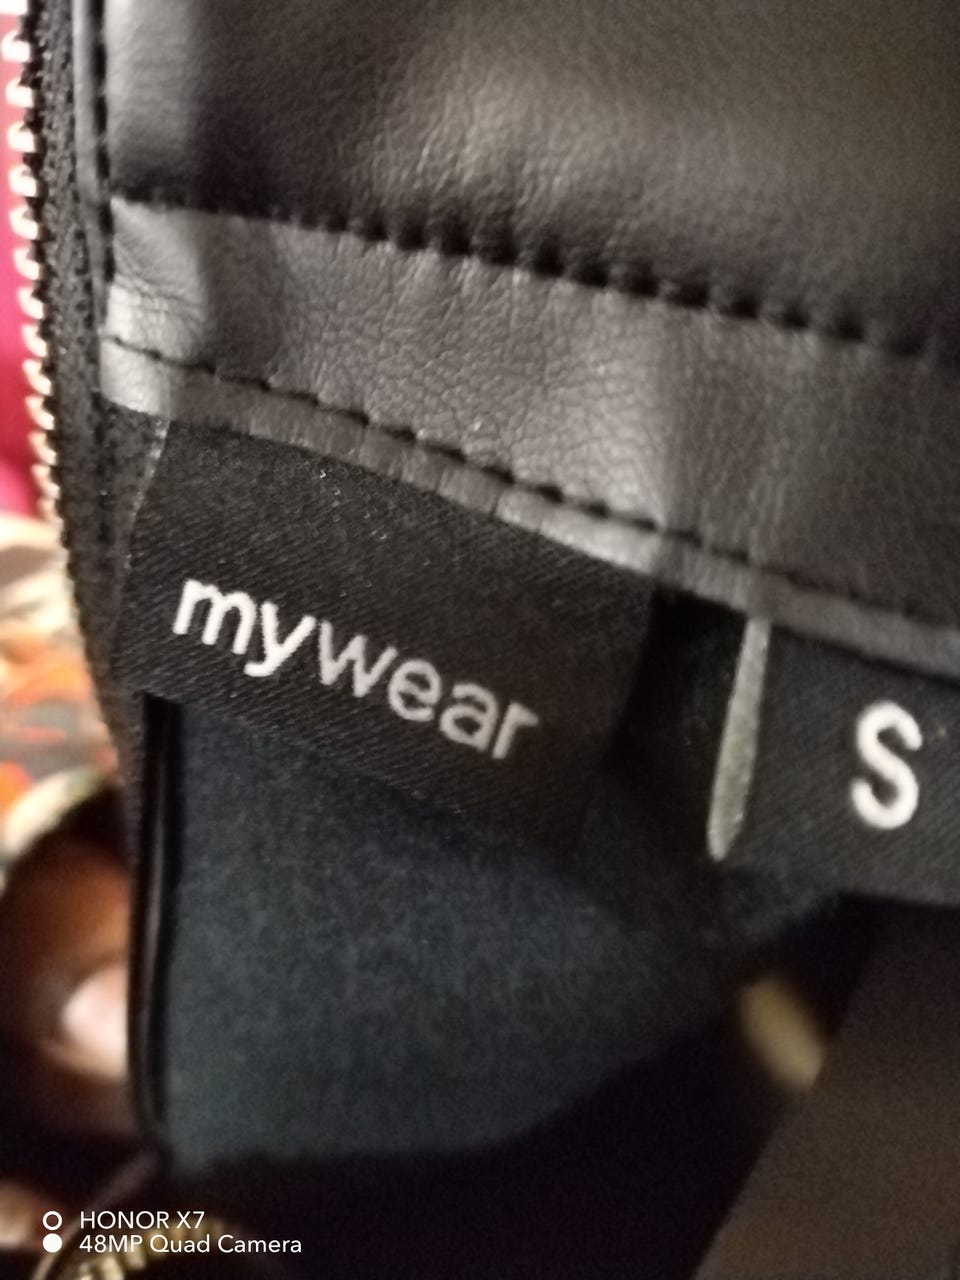 mywear
S
HONOR X7
48MP Quad Camera